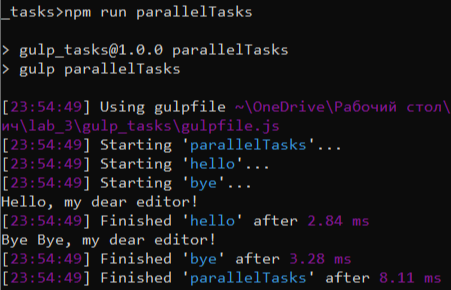 _tasks>npm run parallelTasks
> gulp_tasks@1.0.0 parallelTasks
> gulp parallelTasks
[23:54:49] Using gulpfile ~\OneDrive\Рабочий стол\
ич\lab_3\gulp_tasks\gulpfile.js
[23:54:49] Starting 'parallelTasks'...
[23:54:49] Starting 'hello'...
[23:54:49] Starting 'bye'...
Hello, my dear editor!
[23:54:49] Finished 'hello' after 2.84 ms
Bye Bye, my dear editor!
[23:54:49] Finished 'bye' after 3.28 ms
[23:54:49] Finished 'parallelTasks' after 8.11 ms